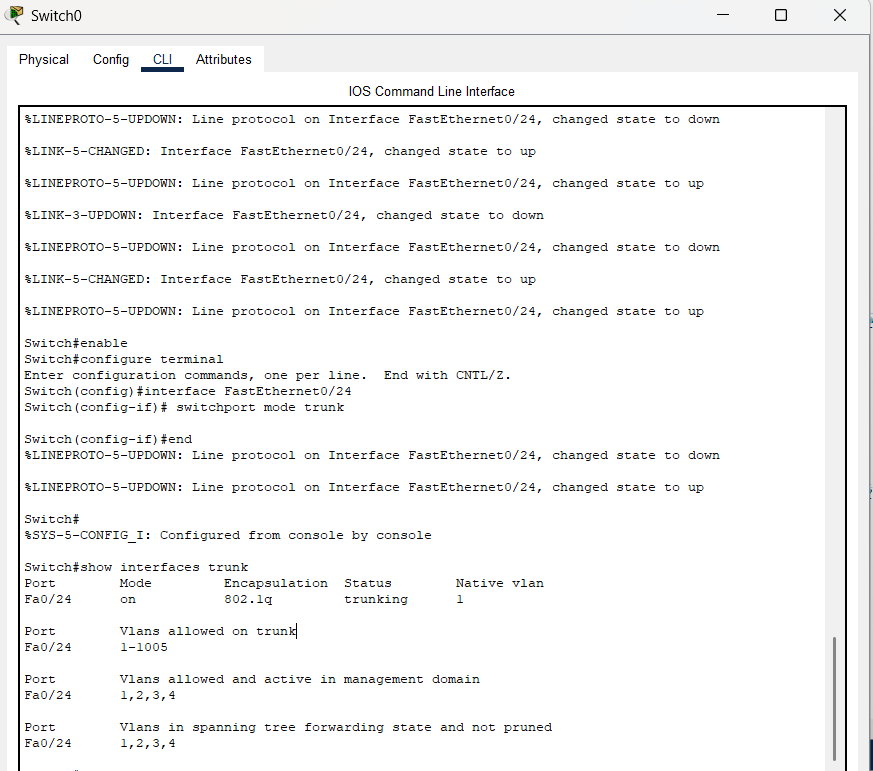 Switch0
Physical Config CLI Attributes
IOS Command Line Interface
%LINEPROTO-5-UPDOWN: Line protocol on Interface FastEthernet0/24, changed state to down
%LINK-5-CHANGED: Interface FastEthernet0/24, changed state to up
%LINEPROTO-5-UPDOWN: Line protocol on Interface FastEthernet0/24, changed state to up
%LINK-3-UPDOWN: Interface FastEthernet0/24, changed state to down
%LINEPROTO-5-UPDOWN: Line protocol on Interface FastEthernet0/24, changed state to down
%LINK-5-CHANGED: Interface FastEthernet0/24, changed state to up
%LINEPROTO-5-UPDOWN: Line protocol on Interface FastEthernet0/24, changed state to up
Switch#enable
Switch#configure terminal
Enter configuration commands, one per line.  End with CNTL/Z.
Switch(config)#interface FastEthernet0/24
Switch(config-if)# switchport mode trunk
Switch(config-if)#end
%LINEPROTO-5-UPDOWN: Line protocol on Interface FastEthernet0/24, changed state to down
%LINEPROTO-5-UPDOWN: Line protocol on Interface FastEthernet0/24, changed state to up
Switch#
%SYS-5-CONFIG_I: Configured from console by console
Switch#show interfaces trunk
Port        Mode         Encapsulation  Status        Native vlan
Fa0/24      on           802.1q         trunking      1
Port        Vlans allowed on trunk
Fa0/24      1-1005
Port        Vlans allowed and active in management domain
Fa0/24      1,2,3,4
Port        Vlans in spanning tree forwarding state and not pruned
Fa0/24      1,2,3,4